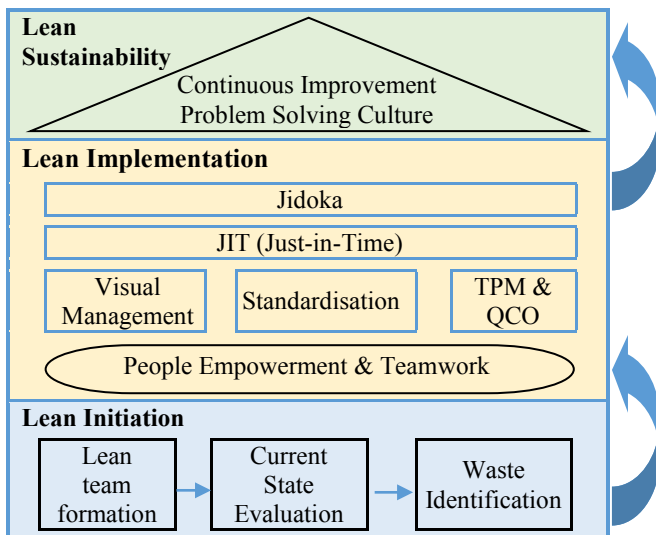 Lean
Sustainability
Continuous Improvement
Problem Solving Culture
Lean Implementation
Jidoka
JIT (Just-in-Time)
Visual
Management
Standardisation
TPM &
QCO
People Empowerment & Teamwork
Lean Initiation
Lean
team
formation
Current
State
Evaluation
Waste
Identification